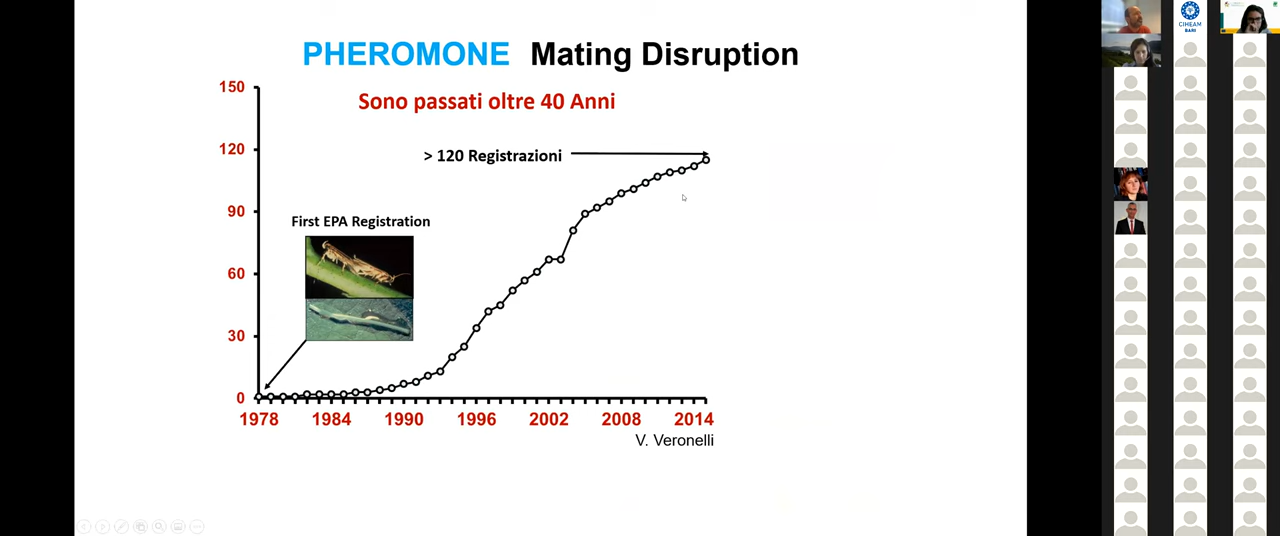 PHEROMONE Mating Disruption
Sono passati oltre 40 Anni
> 120 Registrazioni
First EPA Registration
150
120
90
60
30
0
1978 1984 1990 1996 2002 2008 2014
V. Veronelli
CIHEAM
BARI